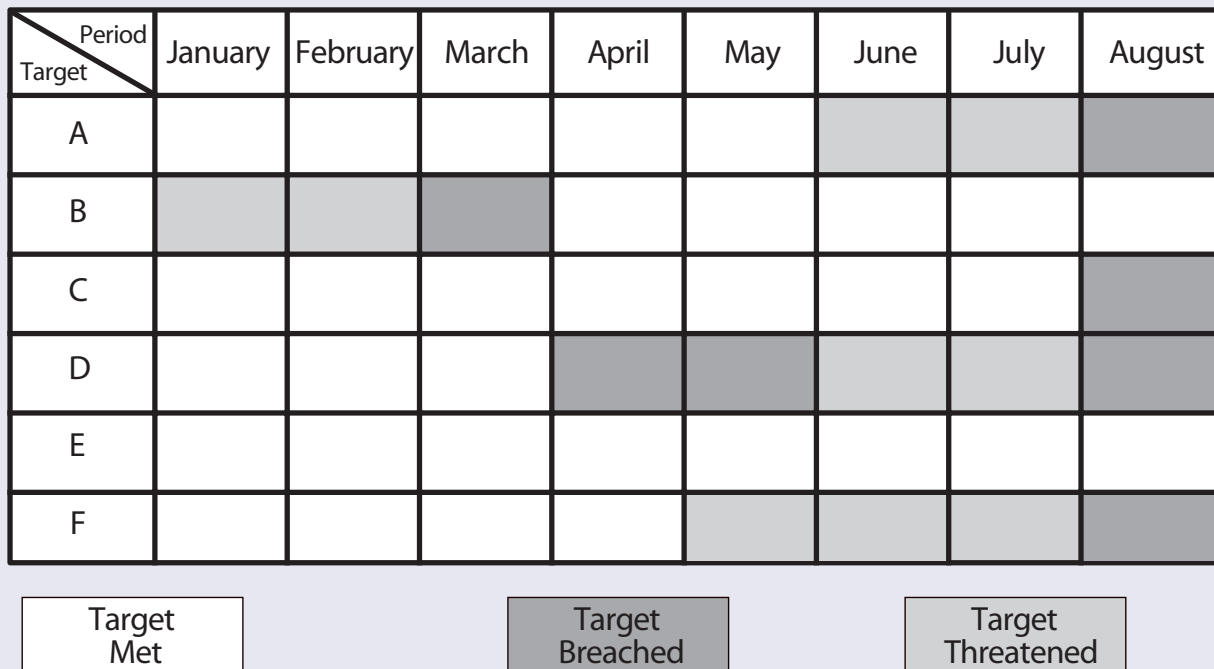 Period
Target
January February March April May June July August
A
B
C
D
E
F
Target Target Target
Met Breached Threatened